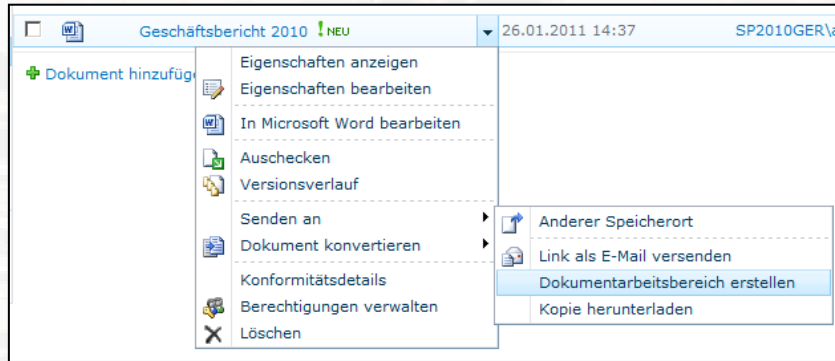 Geschäftsbericht 2010 ! NEU 26.01.2011 14:37 SP2010GER\a
Dokument hinzufüge
Eigenschaften anzeigen
Eigenschaften bearbeiten
In Microsoft Word bearbeiten
Auschecken
Versionsverlauf
Senden an
Dokument konvertieren
Konformitätsdetails
Berechtigungen verwalten
Löschen
Anderer Speicherort
Link als E-Mail versenden
Dokumentarbeitsbereich erstellen
Kopie herunterladen